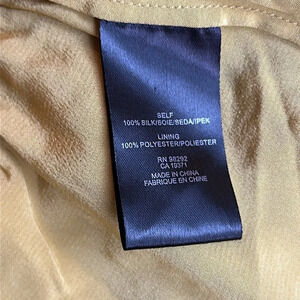 SELF
100% SILK/SOIE/SEDA/IPEK
LINING
100% POLYESTER/POLIESTER
RN 98292
CA 19371
MADE IN CHINA
FABRIQUE EN CHINE